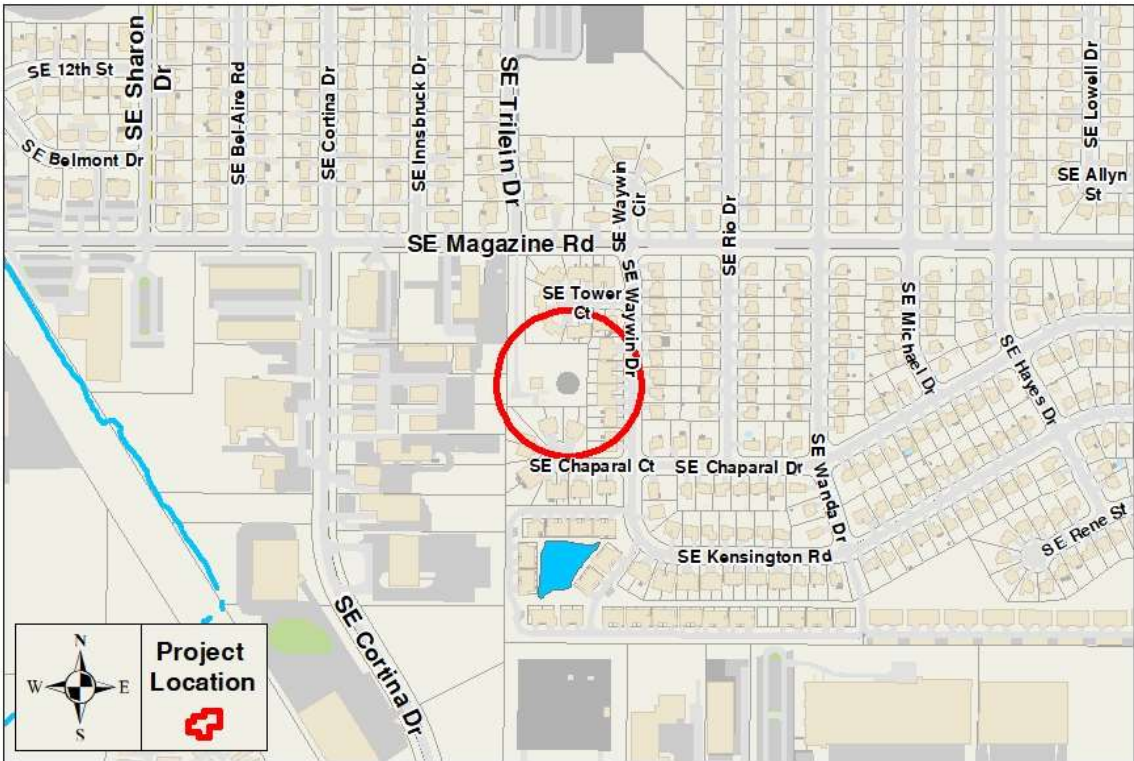 SE 12th St
SE Sharon
Dr
SE Belmont Dr
SE Bel-Aire Rd
SE Cortina Dr
SE Innsbruck Dr
SE Trilein Dr
SE Waywin
Cir
SE Rio Dr
SE Lowell Dr
SE Allyn
St
SE Magazine Rd
SE Tower
Ct
SE Waywin Dr
SE Michael Dr
SE Hayes Dr
SE Chaparal Ct
SE Chaparal Dr
SE Wanda Dr
SE Kensington Rd
SE Rene St
SE Cortina Dr
N
W
E
S
Project
Location